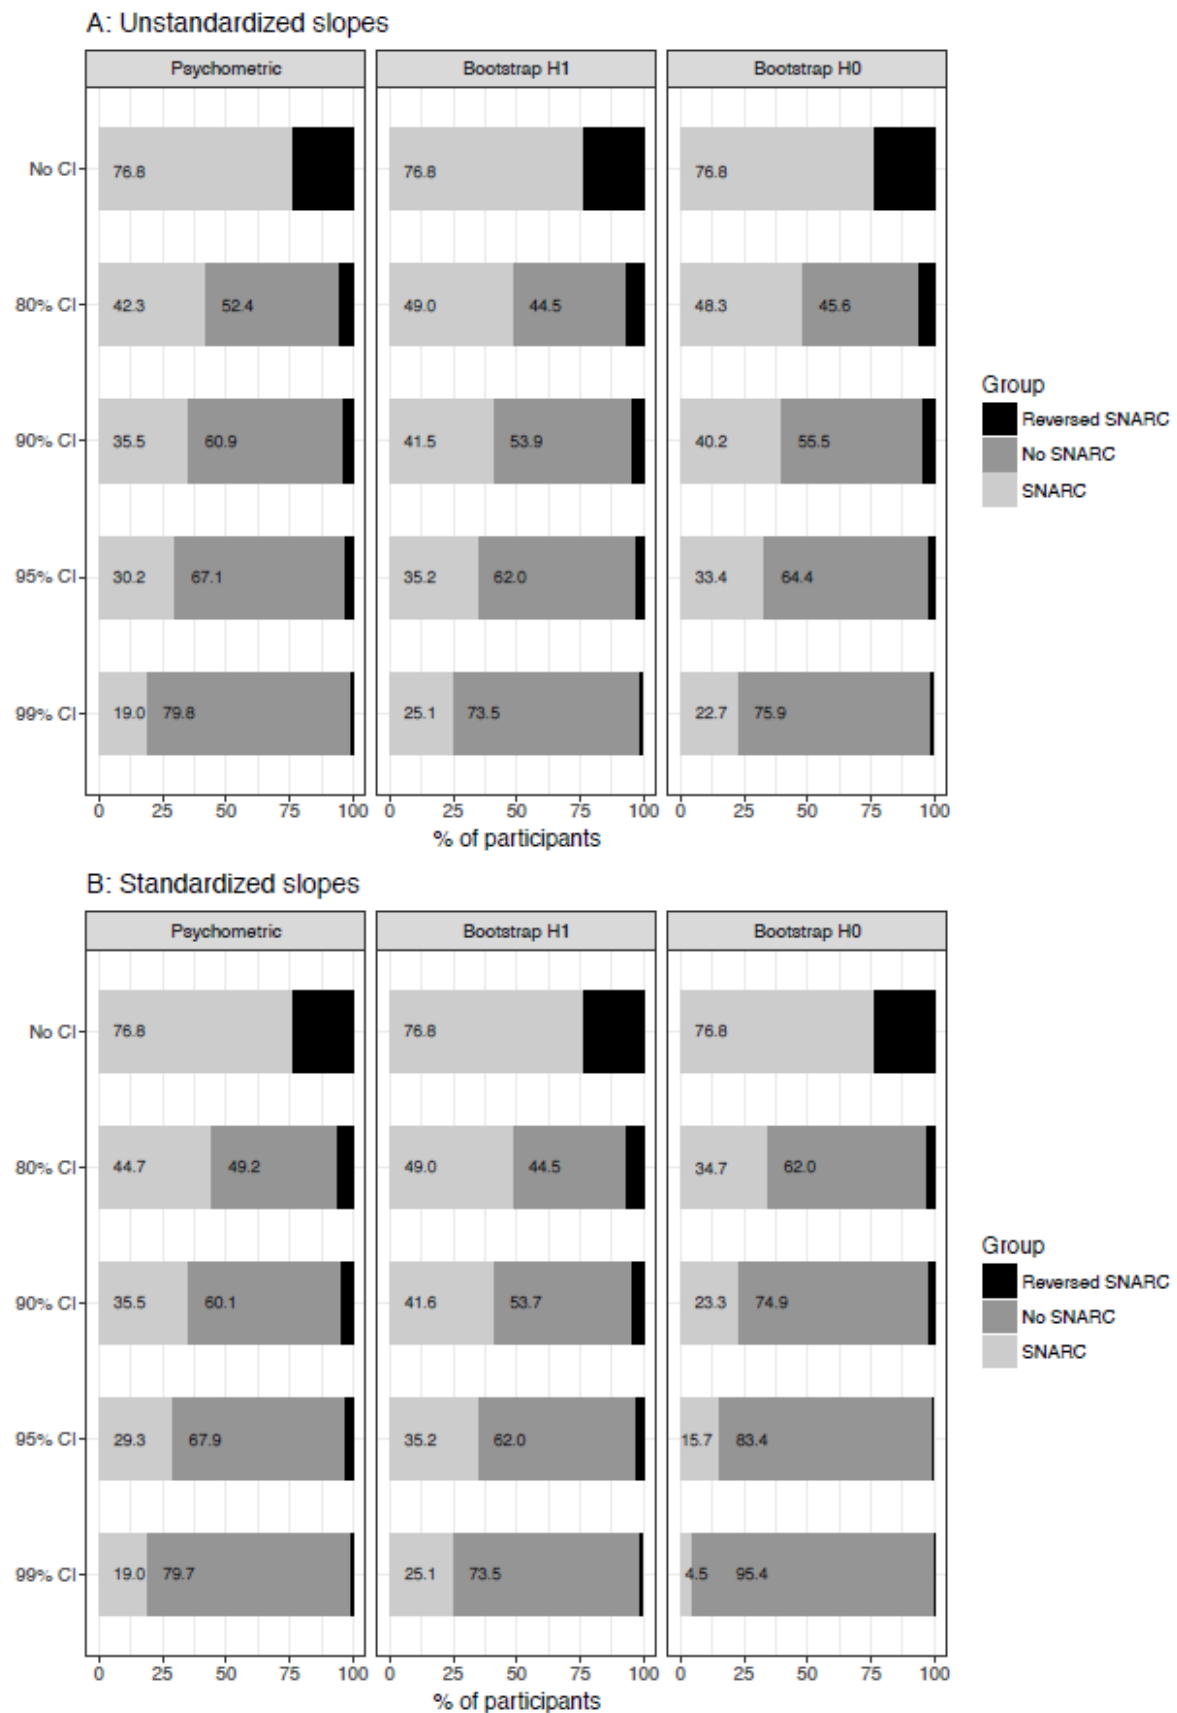 A: Unstandardized slopes
Psychometric Bootstrap H1 Bootstrap H0
No CI 76.8 76.8 76.8
80% CI 42.3 52.4 49.0 44.5 48.3 45.6
90% CI 35.5 60.9 41.5 53.9 40.2 55.5
95% CI 30.2 67.1 35.2 62.0 33.4 64.4
99% CI 19.0 79.8 25.1 73.5 22.7 75.9
0 25 50 75 100 0 25 50 75 100 0 25 50 75 100
% of participants
Group
Reversed SNARC
No SNARC
SNARC
B: Standardized slopes
Psychometric Bootstrap H1 Bootstrap H0
No CI 76.8 76.8 76.8
80% CI 44.7 49.2 49.0 44.5 34.7 62.0
90% CI 35.5 60.1 41.6 53.7 23.3 74.9
95% CI 29.3 67.9 35.2 62.0 15.7 83.4
99% CI 19.0 79.7 25.1 73.5 4.5 95.4
0 25 50 75 100 0 25 50 75 100 0 25 50 75 100
% of participants
Group
Reversed SNARC
No SNARC
SNARC